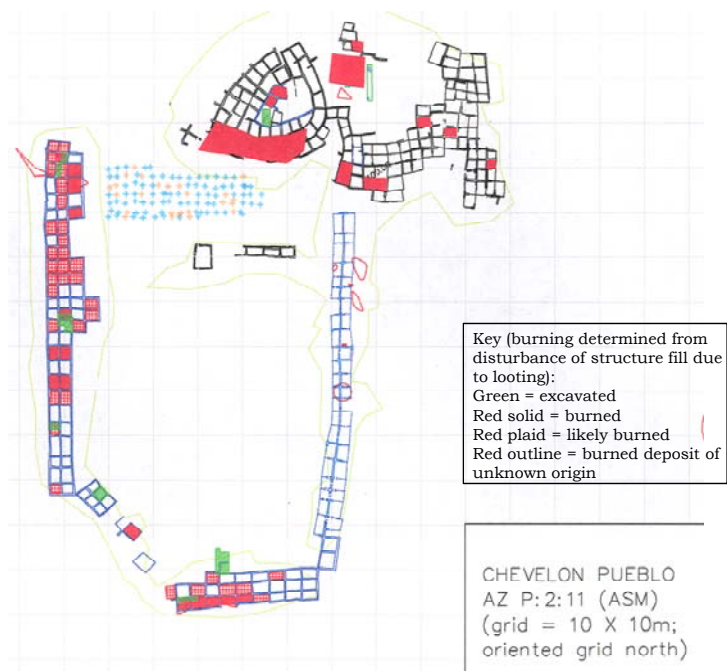 Key (burning determined from
disturbance of structure fill due
to looting):
Green = excavated
Red solid = burned
Red plaid = likely burned
Red outline = burned deposit of
unknown origin
CHEVELON PUEBLO
AZ P:2:11 (ASM)
(grid = 10 X 10m;
oriented grid north)